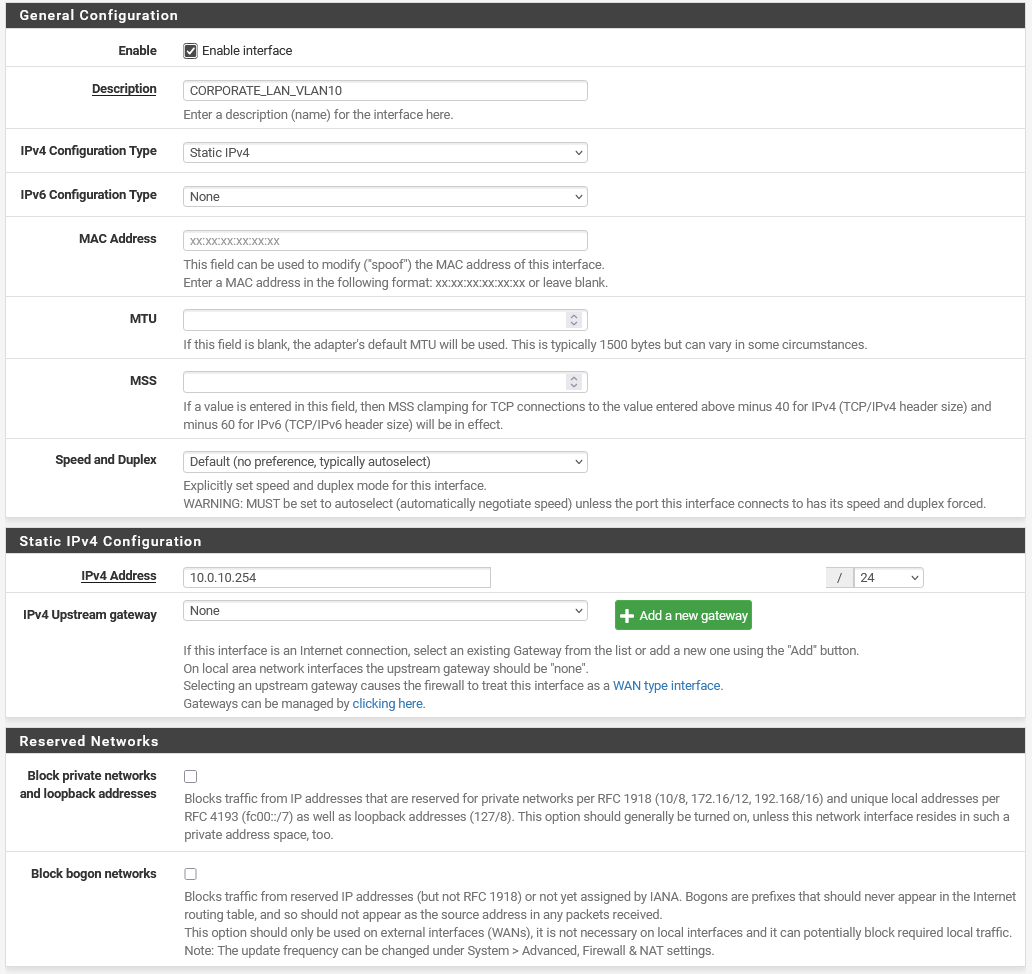 General Configuration
Enable
Enable interface
Description
CORPORATE_LAN_VLAN10
Enter a description (name) for the interface here.
IPv4 Configuration Type
Static IPv4
IPv6 Configuration Type
None
MAC Address
xx:xx:xx:xx:xx:xx
This field can be used to modify ("spoof") the MAC address of this interface.
Enter a MAC address in the following format: xx:xx:xx:xx:xx:xx or leave blank.
MTU
If this field is blank, the adapter's default MTU will be used. This is typically 1500 bytes but can vary in some circumstances.
MSS
If a value is entered in this field, then MSS clamping for TCP connections to the value entered above minus 40 for IPv4 (TCP/IPv4 header size) and
minus 60 for IPv6 (TCP/IPv6 header size) will be in effect.
Speed and Duplex
Default (no preference, typically autoselect)
Explicitly set speed and duplex mode for this interface.
WARNING: MUST be set to autoselect (automatically negotiate speed) unless the port this interface connects to has its speed and duplex forced.
Static IPv4 Configuration
IPv4 Address
10.0.10.254
/ 24
IPv4 Upstream gateway
None
Add a new gateway
If this interface is an Internet connection, select an existing Gateway from the list or add a new one using the "Add" button.
On local area network interfaces the upstream gateway should be "none".
Selecting an upstream gateway causes the firewall to treat this interface as a WAN type interface.
Gateways can be managed by clicking here.
Reserved Networks
Block private networks
and loopback addresses
Blocks traffic from IP addresses that are reserved for private networks per RFC 1918 (10/8, 172.16/12, 192.168/16) and unique local addresses per
RFC 4193 (fc00::/7) as well as loopback addresses (127/8). This option should generally be turned on, unless this network interface resides in such a
private address space, too.
Block bogon networks
Blocks traffic from reserved IP addresses (but not RFC 1918) or not yet assigned by IANA. Bogons are prefixes that should never appear in the Internet
routing table, and so should not appear as the source address in any packets received.
This option should only be used on external interfaces (WANs), it is not necessary on local interfaces and it can potentially block required local traffic.
Note: The update frequency can be changed under System > Advanced, Firewall & NAT settings.